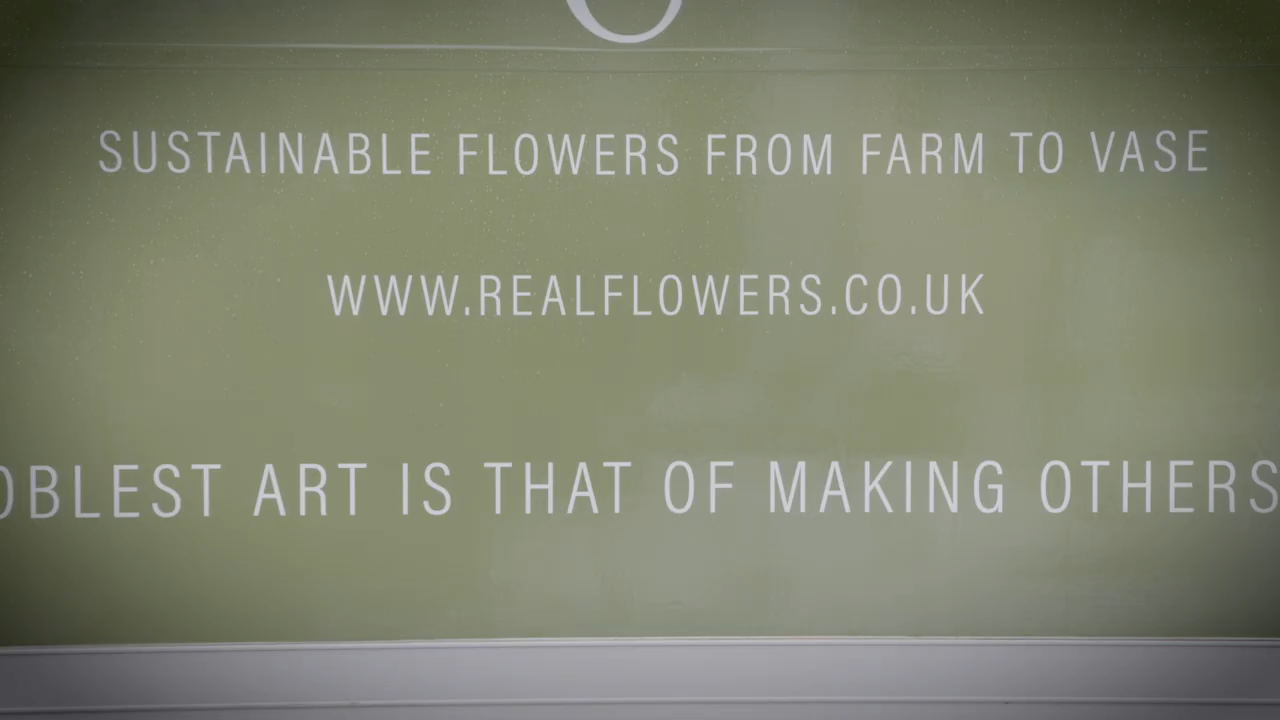 SUSTAINABLE FLOWERS FROM FARM TO VASE
WWW.REALFLOWERS.CO.UK
OBLEST ART IS THAT OF MAKING OTHERS